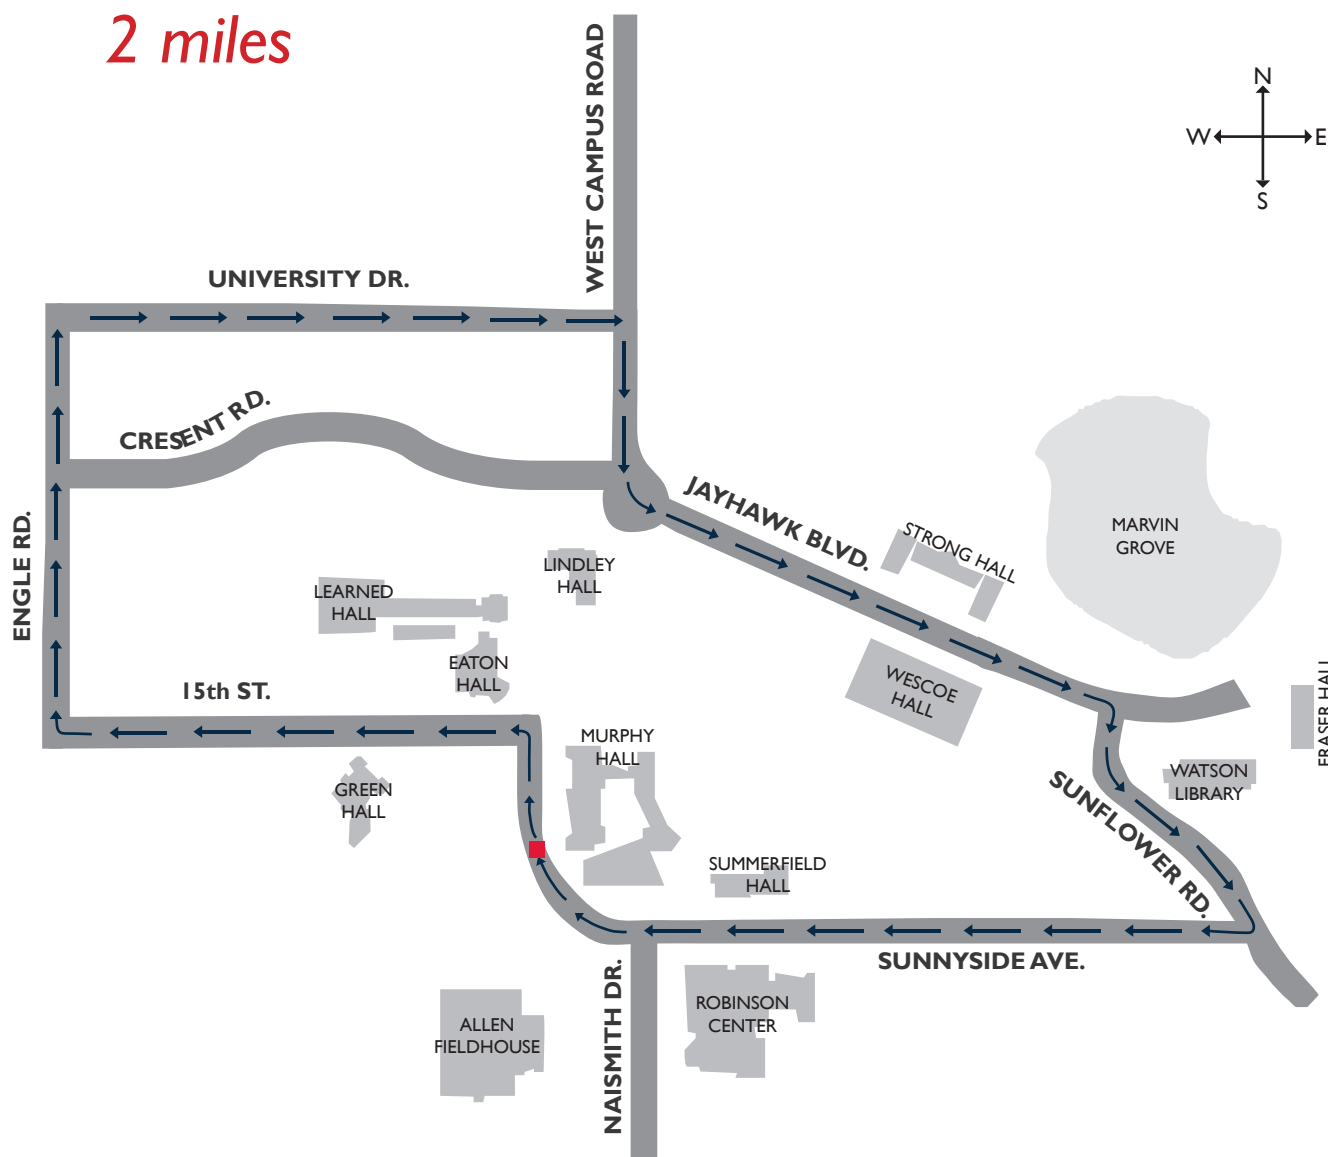 2 miles
WEST CAMPUS ROAD
N
W
E
S
UNIVERSITY DR.
CRESENT RD.
JAYHAWK BLVD.
STRONG HALL
MARVIN
GROVE
ENGLE RD.
LINDLEY
HALL
LEARNED
HALL
EATON
HALL
WESCOE
HALL
15th ST.
FRASER HALL
MURPHY
HALL
WATSON
LIBRARY
GREEN
HALL
SUNFLOWER RD.
SUMMERFIELD
HALL
SUNNYSIDE AVE.
NAISMITH DR.
ROBINSON
CENTER
ALLEN
FIELDHOUSE